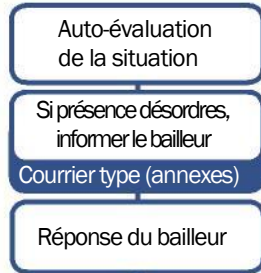 Auto-évaluation
de la situation
Si présence désordres,
informer le bailleur
Courrier type (annexes)
Réponse du bailleur